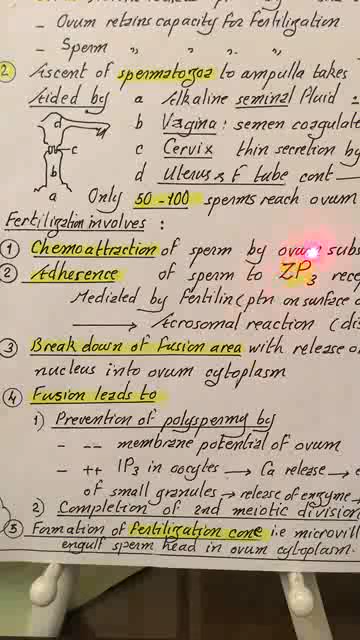 - Ovum retains capacity for fertilization
- Sperm " " " "
② Ascent of spermatozoa to ampulla takes
Aided by a Alkaline seminal fluid :
b Vagina : semen coagulate
c Cervix thin secretion by
d Uterus & F tube cont
d
c
b
a
Only 50-100 sperms reach ovum
Fertilization involves :
① Chemoattraction of sperm by ovum subs
② Adherence of sperm to ZP3 rece
Mediated by Fertilin (ptn on surface o
→ Acrosomal reaction (di
③ Break down of fusion area with release o
nucleus into ovum cytoplasm
④ Fusion leads to
1) Prevention of polyspermy by
- -- membrane potential of ovum
- ++ IP3 in oocytes → Ca release → e
of small granules → release of enzyme →
2) Completion of 2nd meiotic division
⑤ Formation of fertilization cone i.e microvill
engulf sperm head in ovum cytoplasm.